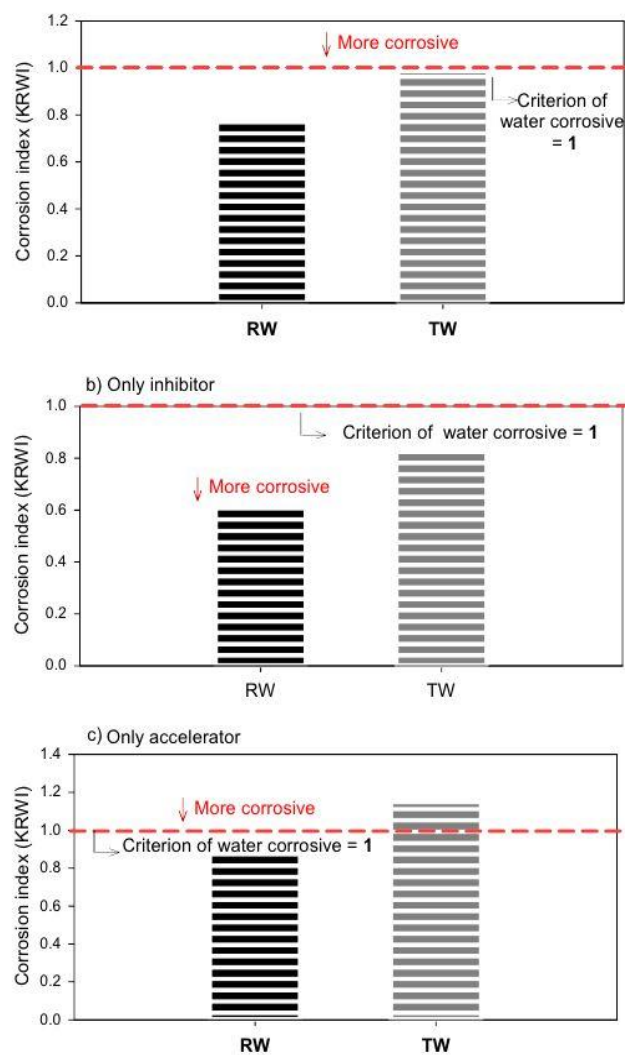 1.2
↓ More corrosive
1.0
Criterion of
water corrosive
= 1
0.8
0.6
0.4
0.2
0.0
Corrosion index (KRWI)
RW TW
b) Only inhibitor
1.0
Criterion of water corrosive = 1
0.8
↓ More corrosive
0.6
0.4
0.2
0.0
Corrosion index (KRWI)
RW TW
c) Only accelerator
1.4
1.2
↓ More corrosive
1.0
Criterion of water corrosive = 1
0.8
0.6
0.4
0.2
0.0
Corrosion index (KRWI)
RW TW